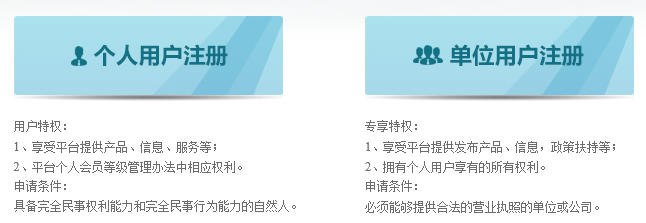 个人用户注册
用户特权：
1、享受平台提供产品、信息、服务等；
2、平台个人会员等级管理办法中相应权利。
申请条件：
具备完全民事权利能力和完全民事行为能力的自然人。
单位用户注册
专享特权：
1、享受平台提供发布产品、信息，政策扶持等；
2、拥有个人用户享有的所有权利。
申请条件：
必须能够提供合法的营业执照的单位或公司。